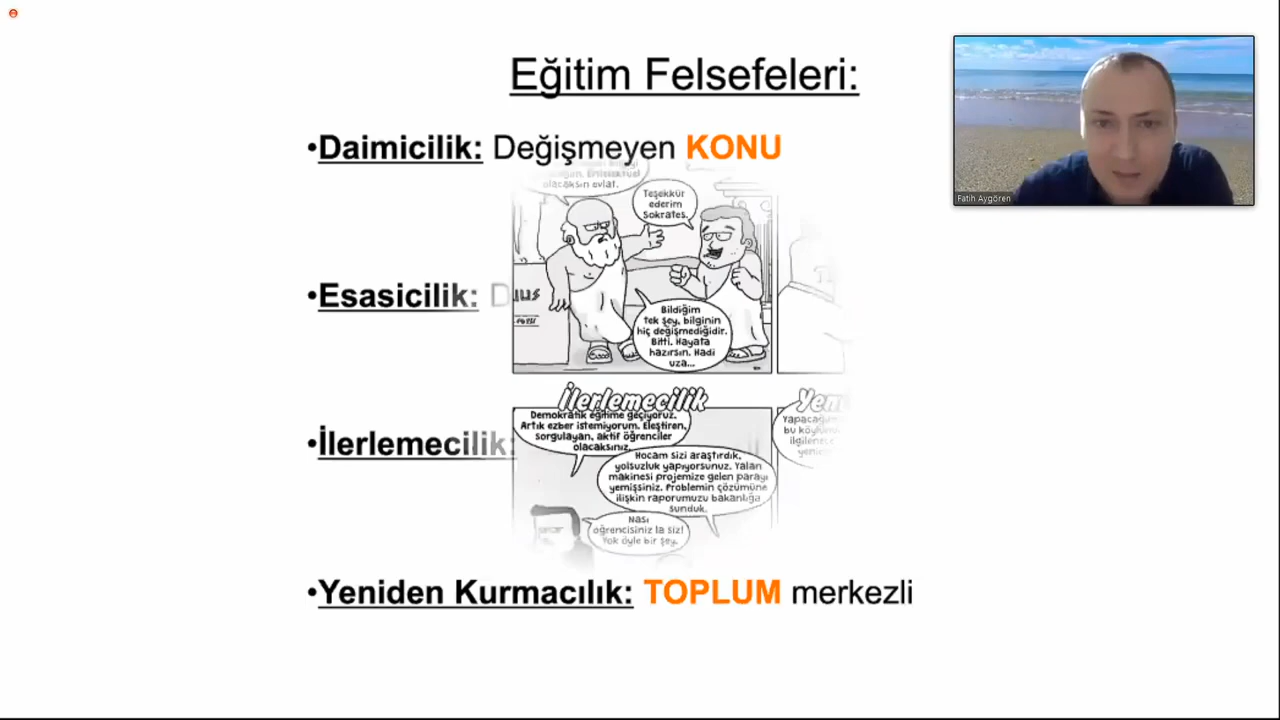 Eğitim Felsefeleri:
•Daimicilik: Değişmeyen KONU
olacaksın evlat.
Teşekkür
ederim
Sokrates.
•Esasicilik: D
Bildiğim
tek şey, bilginin
hiç değişmediğidir.
Bitti. Hayata
hazırsın. Hadi
uza...
İlerlemecilik
Demokratik eğitime geçiyoruz.
Artık ezber istemiyorum. Eleştiren,
sorgulayan, aktif öğrenciler
olacaksınız.
•İlerlemecilik:
Hocam sizi araştırdık,
yolsuzluk yapıyorsunuz. Yalan
makinesi projemize gelen parayı
yemişsiniz. Problemin çözümüne
ilişkin raporumuzu bakanlığa
sunduk.
Nası
öğrencisiniz la siz!
Yok öyle bir şey.
•Yeniden Kurmacılık: TOPLUM merkezli
Fatih Aygören